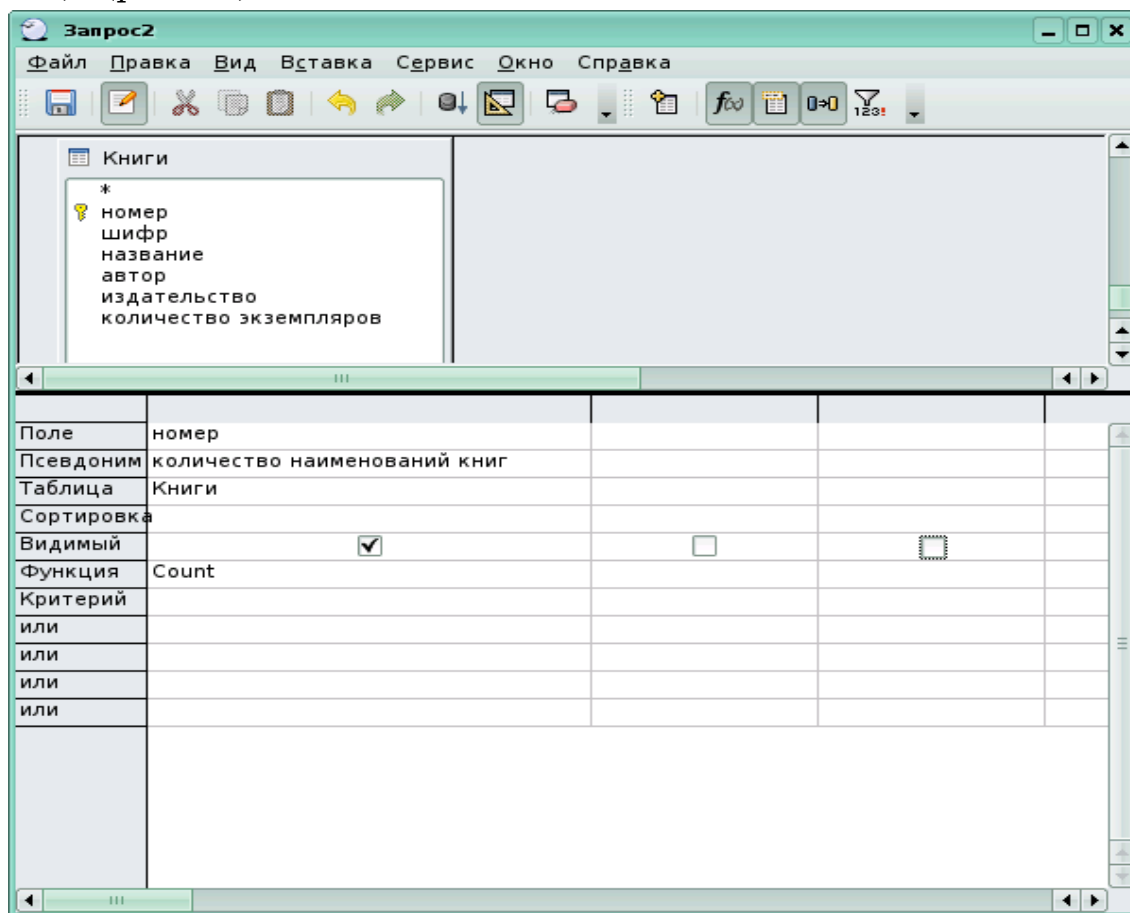 Запрос2
Файл Правка Вид Вставка Сервис Окно Справка
f(x) 123!
Книги
*
номер
шифр
название
автор
издательство
количество экземпляров
Поле номер
Псевдоним количество наименований книг
Таблица Книги
Сортировка
Видимый
Функция Count
Критерий
или
или
или
или